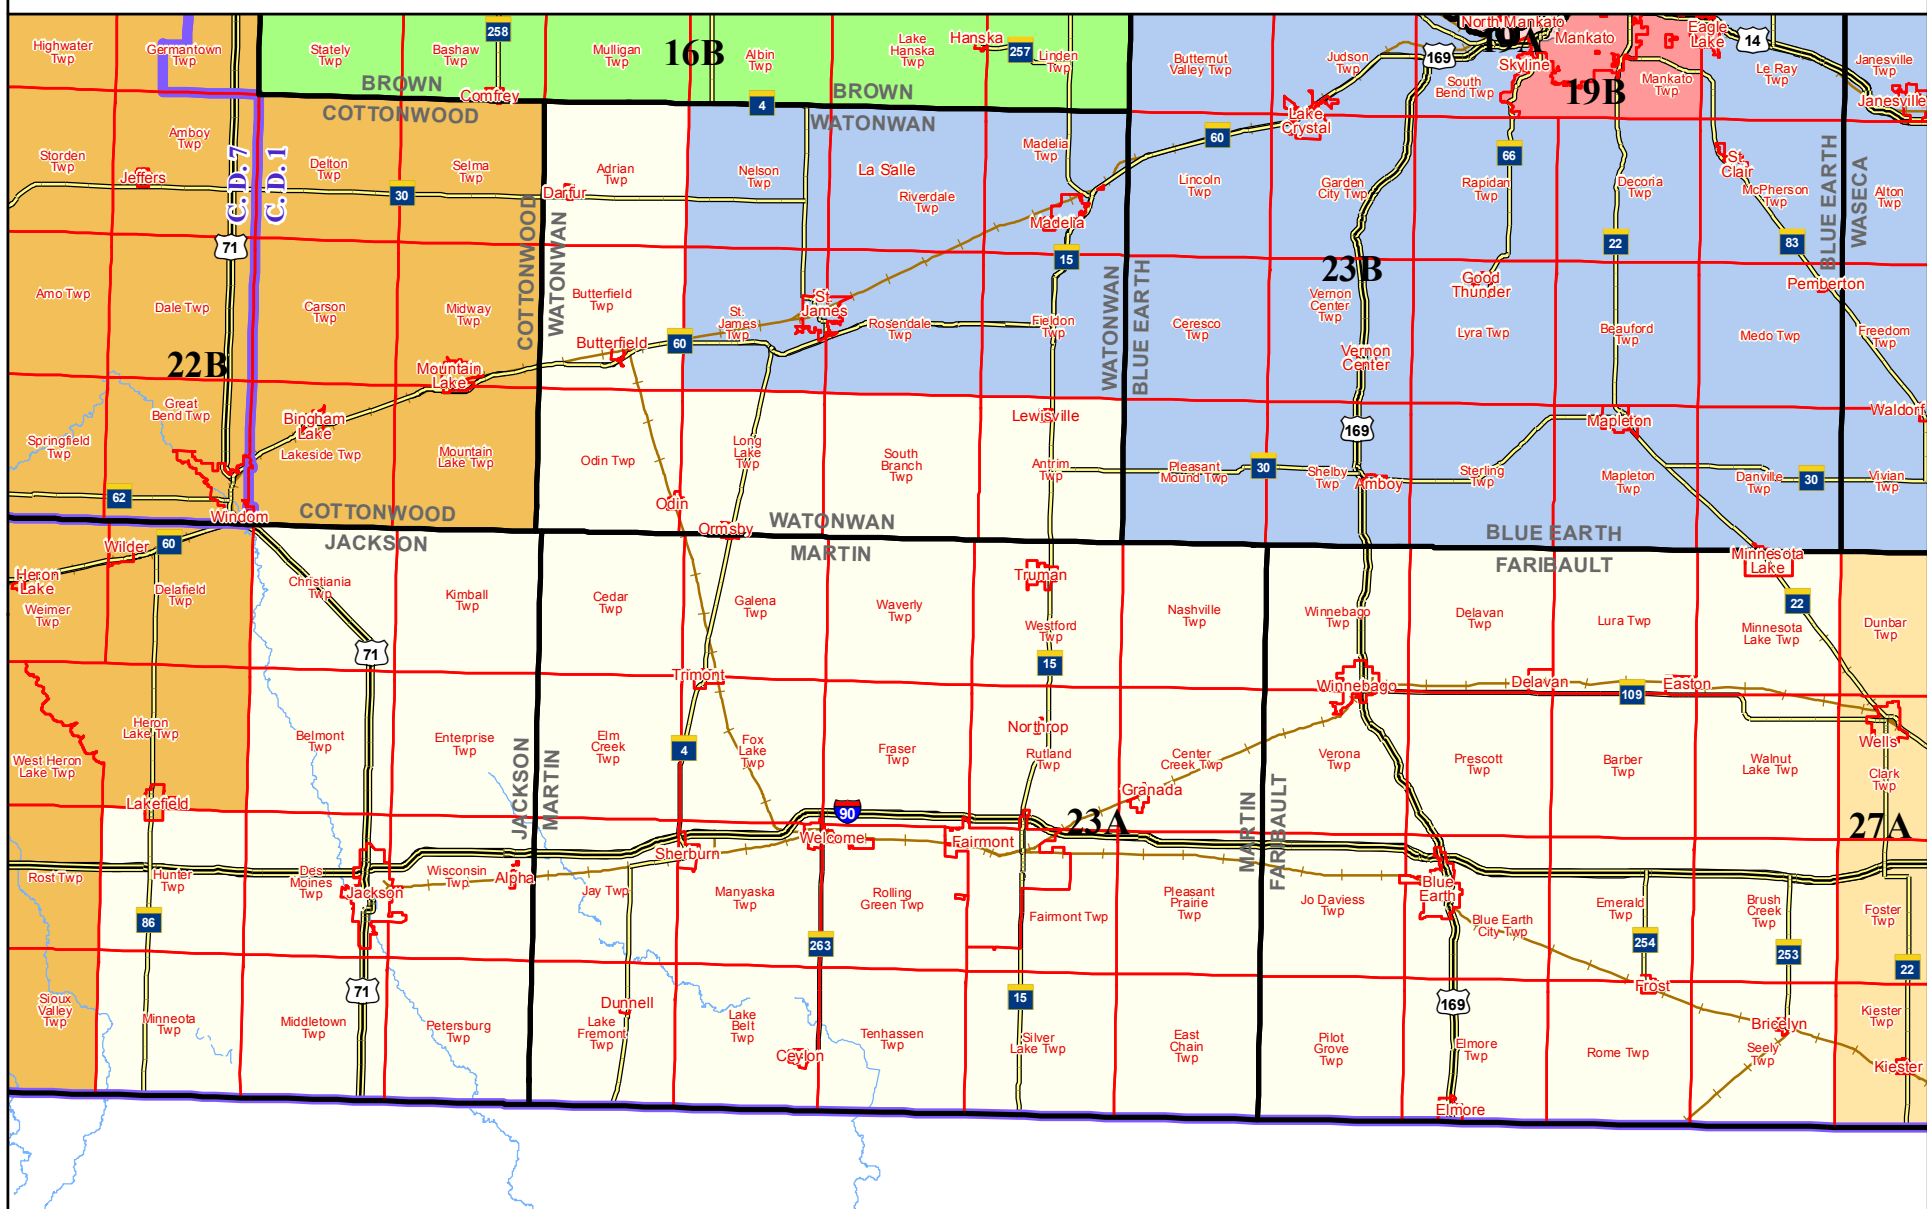 Highwater
Twp
Germantown
Twp
Stately
Twp
Bashaw
Twp
258
Mulligan
Twp
16B
Albin
Twp
Lake
Hanska
Twp
Hanska
257
Linden
Twp
Butternut
Valley Twp
Judson
Twp
169
North Mankato
19A
Mankato
Skyline
Eagle
Lake
14
South
Bend Twp
19B
Mankato
Twp
Le Ray
Twp
Janesville
Twp
Janesville
BROWN
COTTONWOOD
Comfrey
4
BROWN
WATONWAN
Lake
Crystal
60
Storden
Twp
Amboy
Twp
Jeffers
C.D. 7
C.D. 1
Delton
Twp
30
Selma
Twp
Darfur
Adrian
Twp
Nelson
Twp
La Salle
Riverdale
Twp
Madelia
Twp
Madelia
Lincoln
Twp
Garden
City Twp
Rapidan
Twp
66
Decoria
Twp
St.
Clair
McPherson
Twp
BLUE EARTH
WASECA
Alton
Twp
71
COTTONWOOD
WATONWAN
15
22
83
Amo Twp
Dale Twp
Carson
Twp
Midway
Twp
Butterfield
Twp
St.
James
Twp
St.
James
Rosendale
Twp
Fieldon
Twp
WATONWAN
BLUE EARTH
Ceresco
Twp
23B
Vernon
Center
Twp
Good
Thunder
Lyra Twp
Beauford
Twp
Medo Twp
Pemberton
Freedom
Twp
22B
Butterfield
60
Mountain
Lake
Vernon
Center
Great
Bend Twp
Springfield
Twp
Bingham
Lake
Lakeside Twp
Mountain
Lake Twp
Odin Twp
Long
Lake
Twp
South
Branch
Twp
Lewisville
Antrim
Twp
Pleasant
Mound Twp
30
169
Shelby
Twp
Amboy
Sterling
Twp
Mapleton
Mapleton
Twp
Danville
Twp
30
Waldorf
Vivian
Twp
62
Windom
Odin
Ormsby
COTTONWOOD
JACKSON
WATONWAN
MARTIN
BLUE EARTH
FARIBAULT
Wilder
60
Heron
Lake
Weimer
Twp
Delafield
Twp
Christiania
Twp
Kimball
Twp
Cedar
Twp
Galena
Twp
Waverly
Twp
Truman
Westford
Twp
Nashville
Twp
Winnebago
Twp
Delavan
Twp
Lura Twp
Minnesota
Lake
22
Minnesota
Lake Twp
Dunbar
Twp
71
15
Trimont
Winnebago
Delavan
109
Easton
Heron
Lake Twp
West Heron
Lake Twp
Belmont
Twp
Enterprise
Twp
JACKSON
MARTIN
Elm
Creek
Twp
4
Fox
Lake
Twp
Fraser
Twp
Northrop
Rutland
Twp
Center
Creek Twp
Verona
Twp
Prescott
Twp
Barber
Twp
Walnut
Lake Twp
Wells
Clark
Twp
Lakefield
90
Granada
23A
MARTIN
FARIBAULT
27A
Welcome
Fairmont
Sherburn
Rost Twp
Hunter
Twp
Des
Moines
Twp
Jackson
Wisconsin
Twp
Alpha
Jay Twp
Manyaska
Twp
Rolling
Green Twp
Fairmont Twp
Pleasant
Prairie
Twp
Jo Daviess
Twp
Blue
Earth
Blue Earth
City Twp
Emerald
Twp
Brush
Creek
Twp
Foster
Twp
86
263
254
253
22
71
15
169
Sioux
Valley
Twp
Minneota
Twp
Middletown
Twp
Petersburg
Twp
Dunnell
Lake
Fremont
Twp
Lake
Belt
Twp
Ceylon
Tenhassen
Twp
Silver
Lake Twp
East
Chain
Twp
Pilot
Grove
Twp
Elmore
Twp
Elmore
Frost
Rome Twp
Bricelyn
Seely
Twp
Kiester
Twp
Kiester